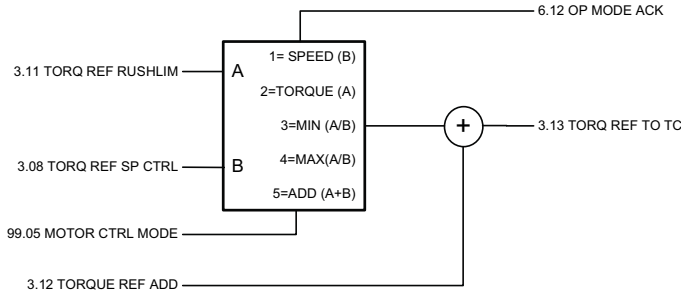 6.12 OP MODE ACK
1= SPEED (B)
3.11 TORQ REF RUSHLIM
A
2=TORQUE (A)
3=MIN (A/B)
+
3.13 TORQ REF TO TC
3.08 TORQ REF SP CTRL
B
4=MAX(A/B)
5=ADD (A+B)
99.05 MOTOR CTRL MODE
3.12 TORQUE REF ADD